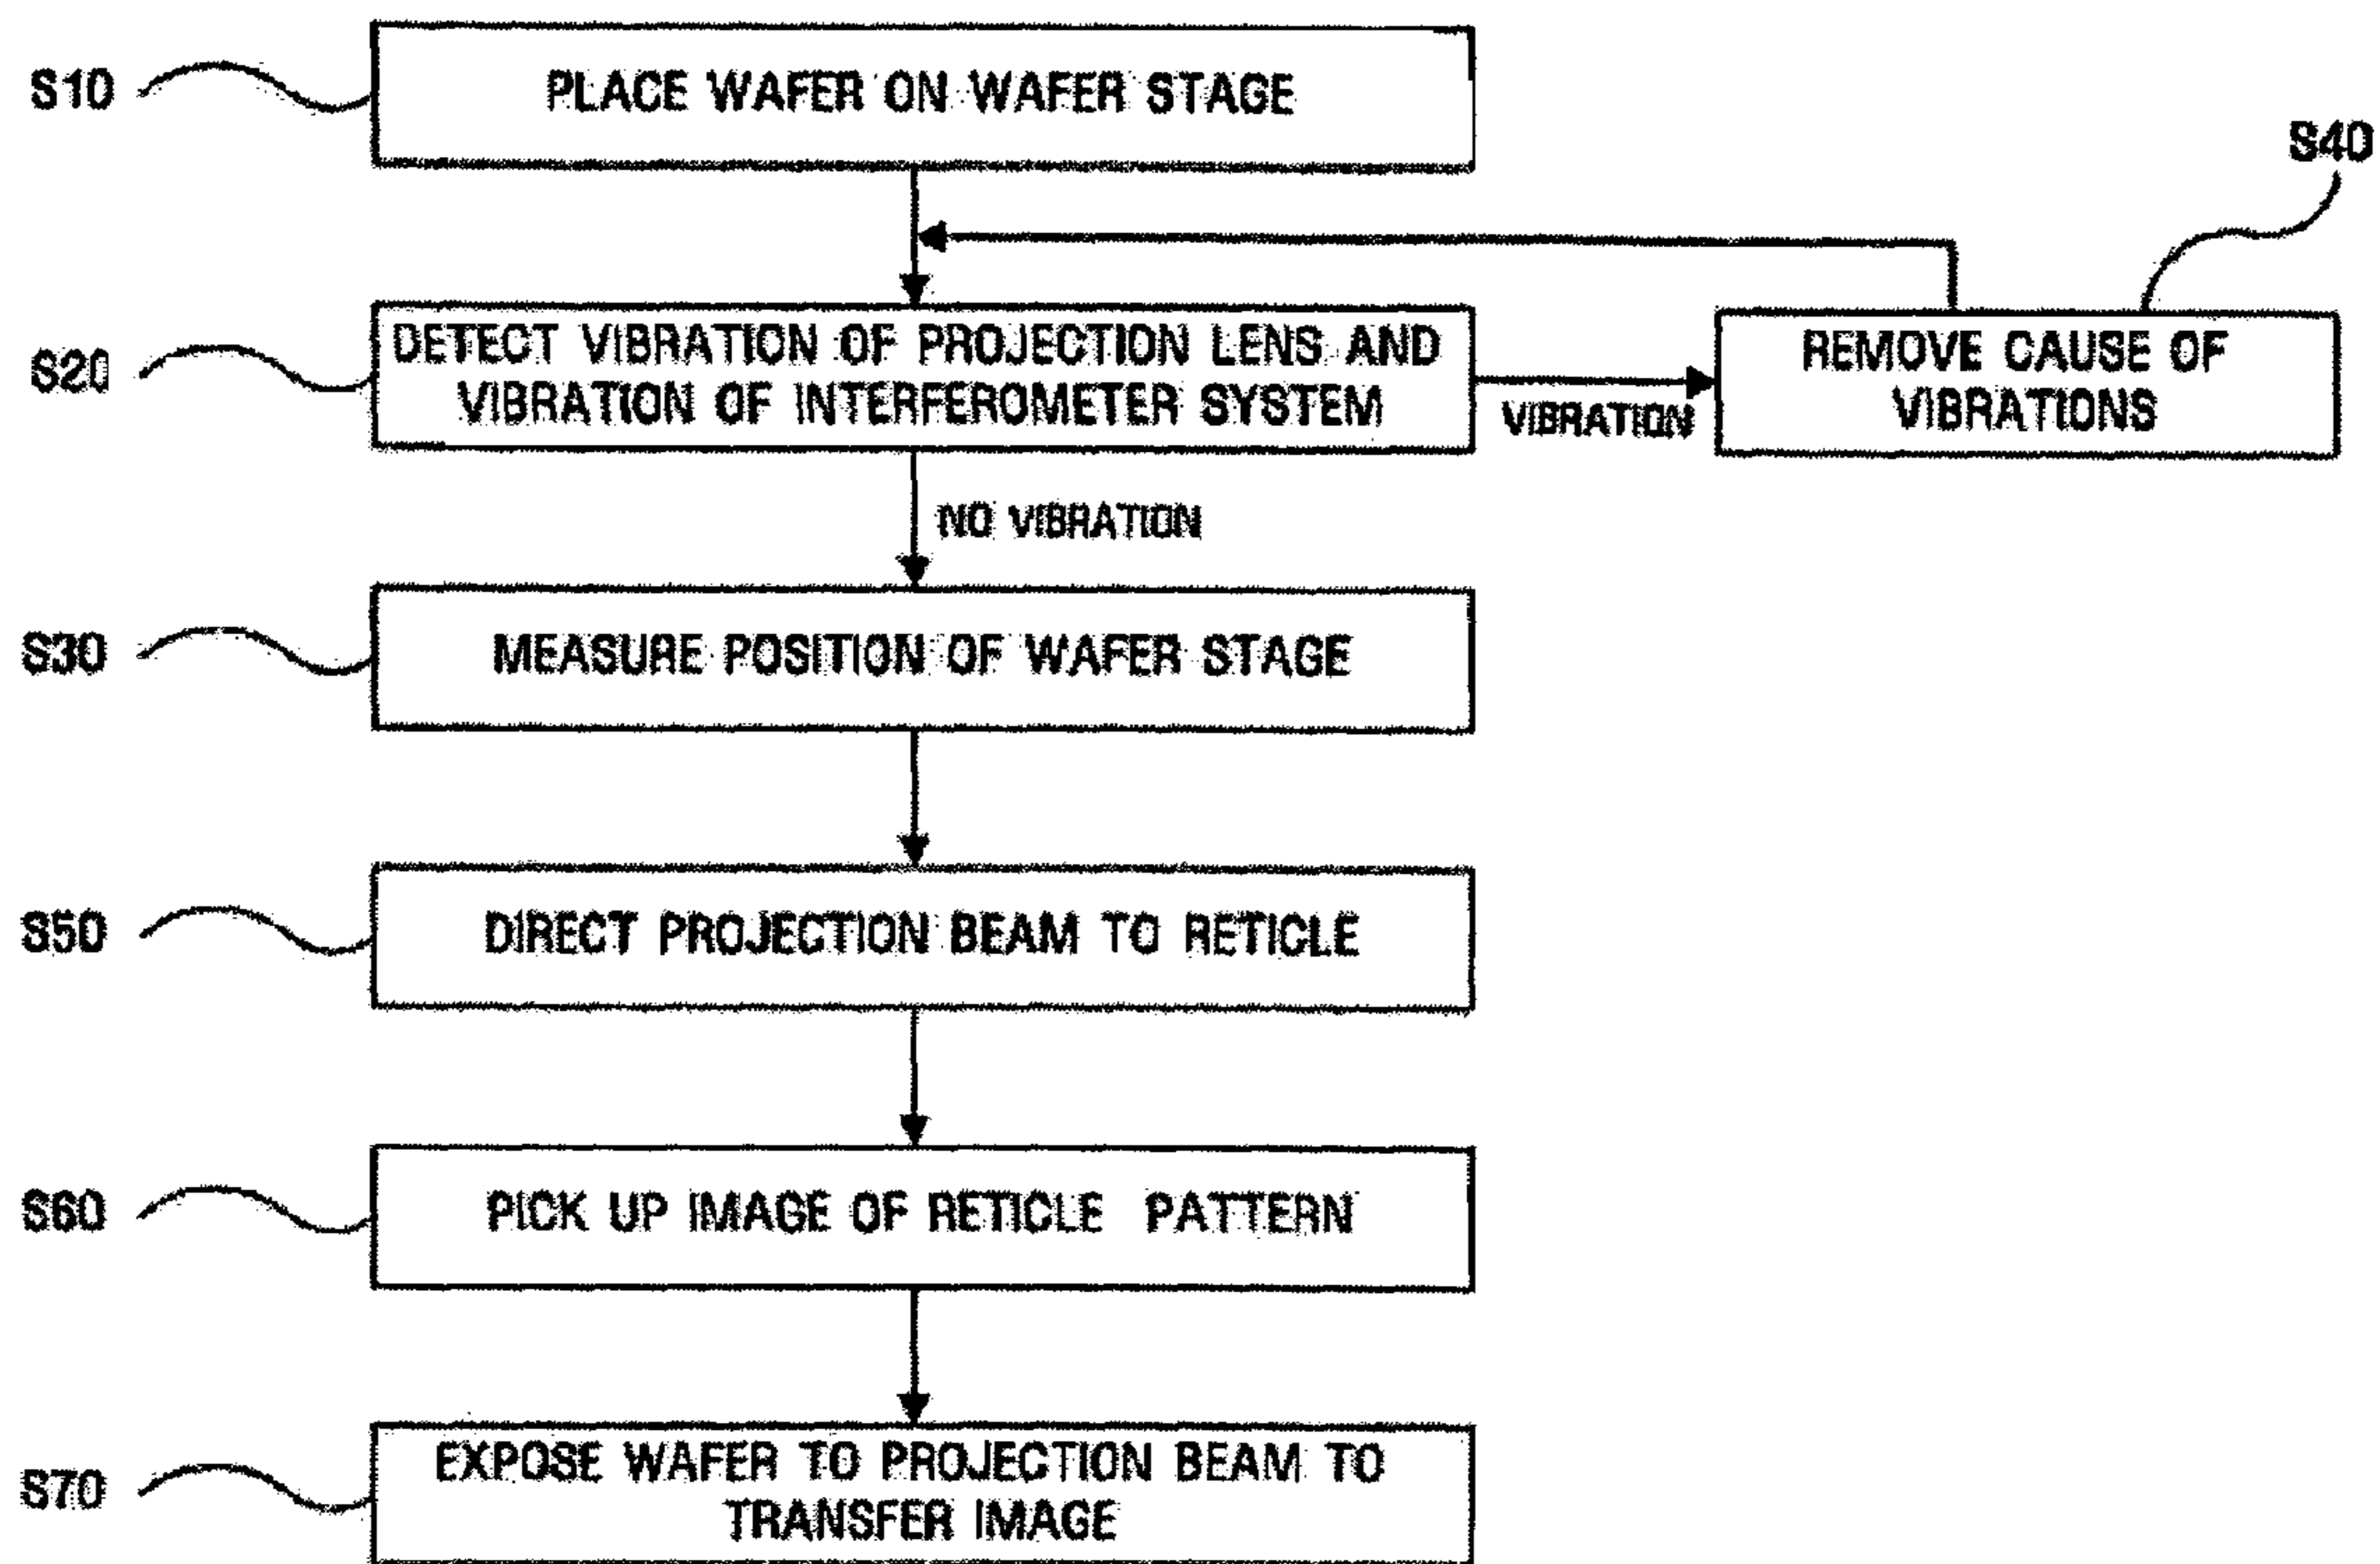 S10
PLACE WAFER ON WAFER STAGE
S40
S20
DETECT VIBRATION OF PROJECTION LENS AND
VIBRATION OF INTERFEROMETER SYSTEM
VIBRATION
REMOVE CAUSE OF
VIBRATIONS
NO VIBRATION
S30
MEASURE POSITION OF WAFER STAGE
S50
DIRECT PROJECTION BEAM TO RETICLE
S60
PICK UP IMAGE OF RETICLE PATTERN
S70
EXPOSE WAFER TO PROJECTION BEAM TO
TRANSFER IMAGE